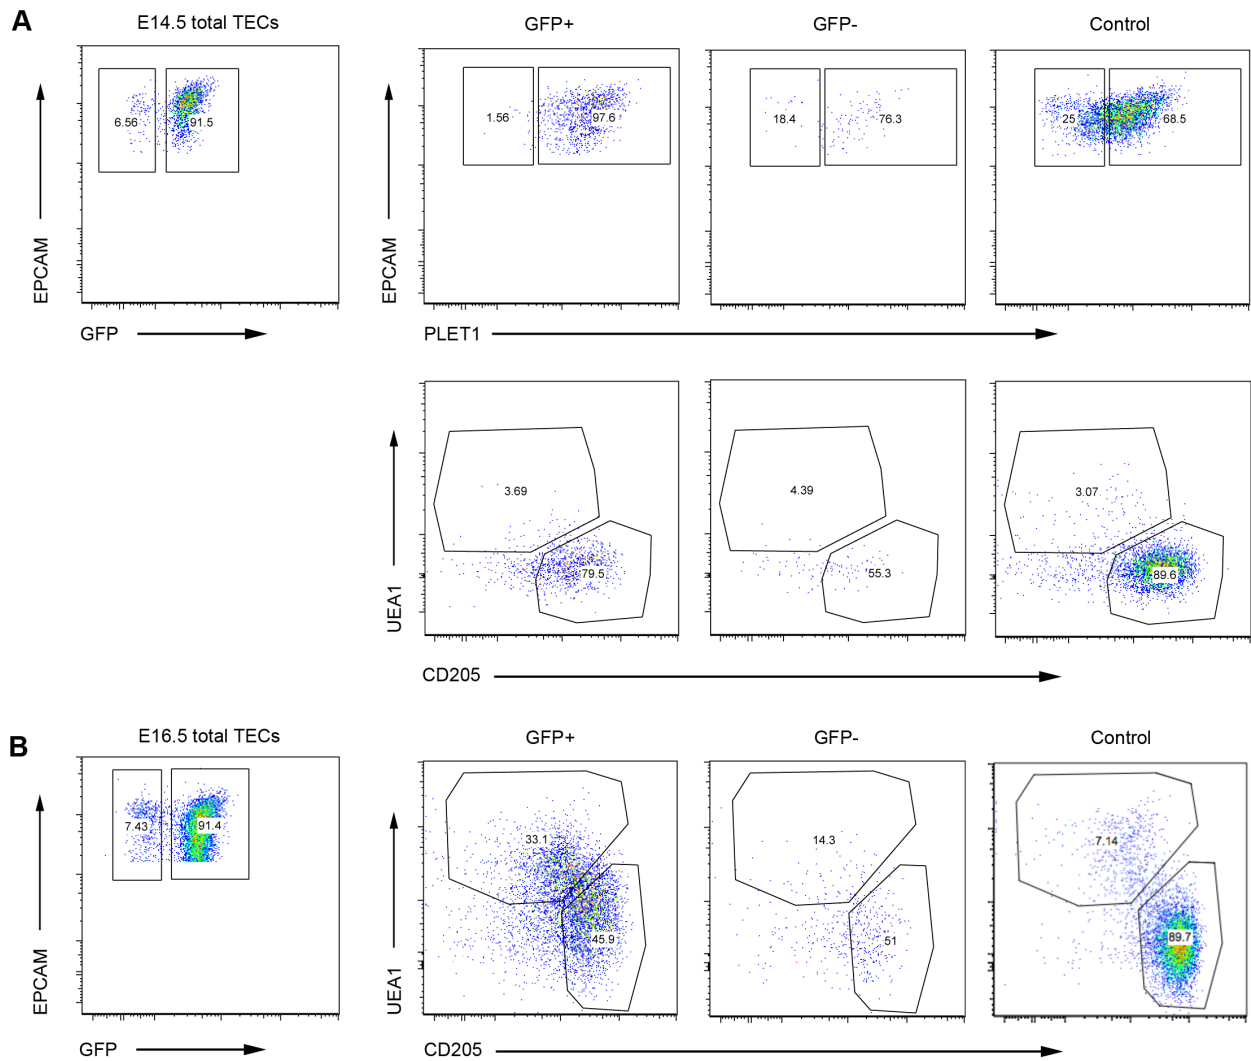 A
E14.5 total TECs
GFP+
GFP-
Control
6.56
91.5
1.56
97.6
18.4
76.3
25
68.5
EPCAM
EPCAM
GFP
PLET1
3.69
79.5
4.39
55.3
3.07
89.6
UEA1
CD205
B
E16.5 total TECs
GFP+
GFP-
Control
7.43
91.4
33.1
45.9
14.3
51
7.14
89.7
EPCAM
UEA1
GFP
CD205